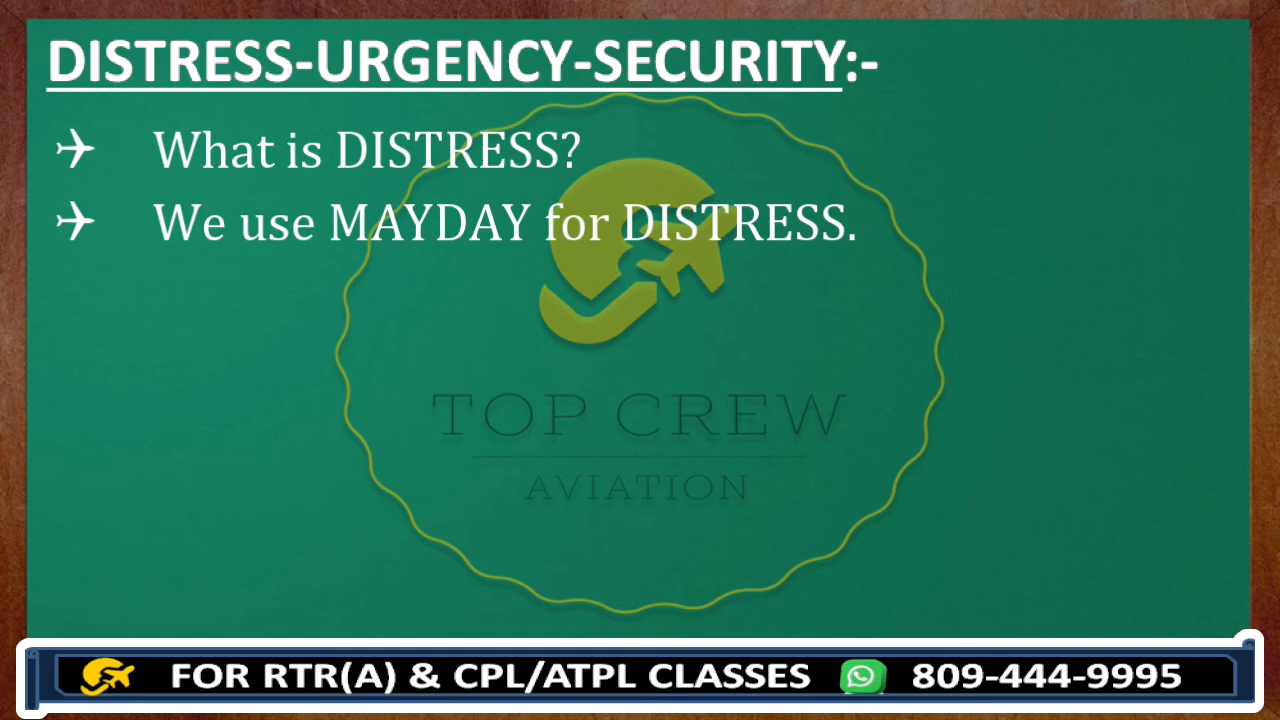 DISTRESS-URGENCY-SECURITY:-
What is DISTRESS?
We use MAYDAY for DISTRESS.
TOP CREW
AVIATION
FOR RTR(A) & CPL/ATPL CLASSES 809-444-9995